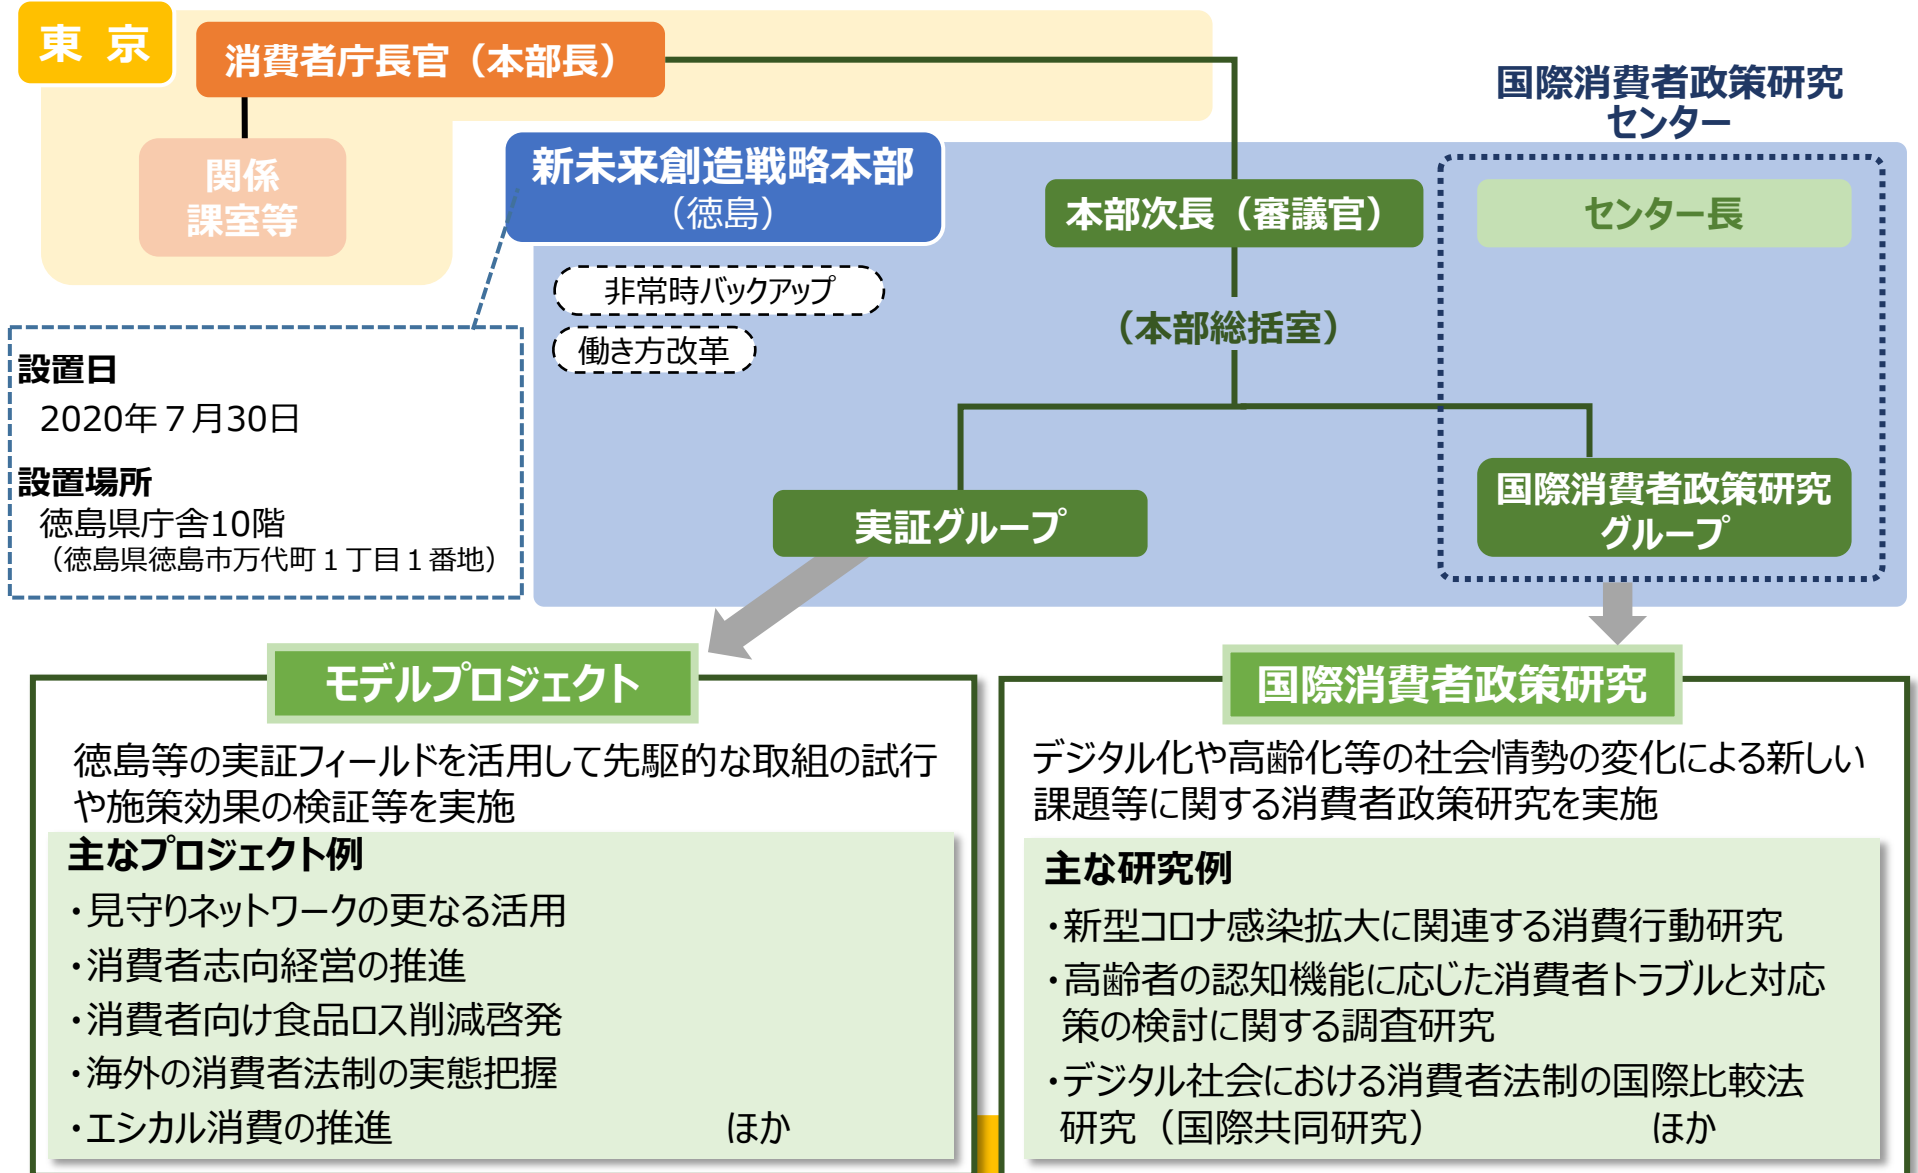 東 京
消費者庁長官（本部長）
関係
課室等
新未来創造戦略本部
（徳島）
非常時バックアップ
働き方改革
本部次長（審議官）
（本部総括室）
国際消費者政策研究
センター
センター長
設置日
2020年７月30日
設置場所
徳島県庁舎10階
（徳島県徳島市万代町１丁目１番地）
実証グループ
国際消費者政策研究
グループ
モデルプロジェクト
徳島等の実証フィールドを活用して先駆的な取組の試行
や施策効果の検証等を実施
主なプロジェクト例
・見守りネットワークの更なる活用
・消費者志向経営の推進
・消費者向け食品ロス削減啓発
・海外の消費者法制の実態把握
・エシカル消費の推進 ほか
国際消費者政策研究
デジタル化や高齢化等の社会情勢の変化による新しい
課題等に関する消費者政策研究を実施
主な研究例
・新型コロナ感染拡大に関連する消費行動研究
・高齢者の認知機能に応じた消費者トラブルと対応
策の検討に関する調査研究
・デジタル社会における消費者法制の国際比較法
研究（国際共同研究） ほか